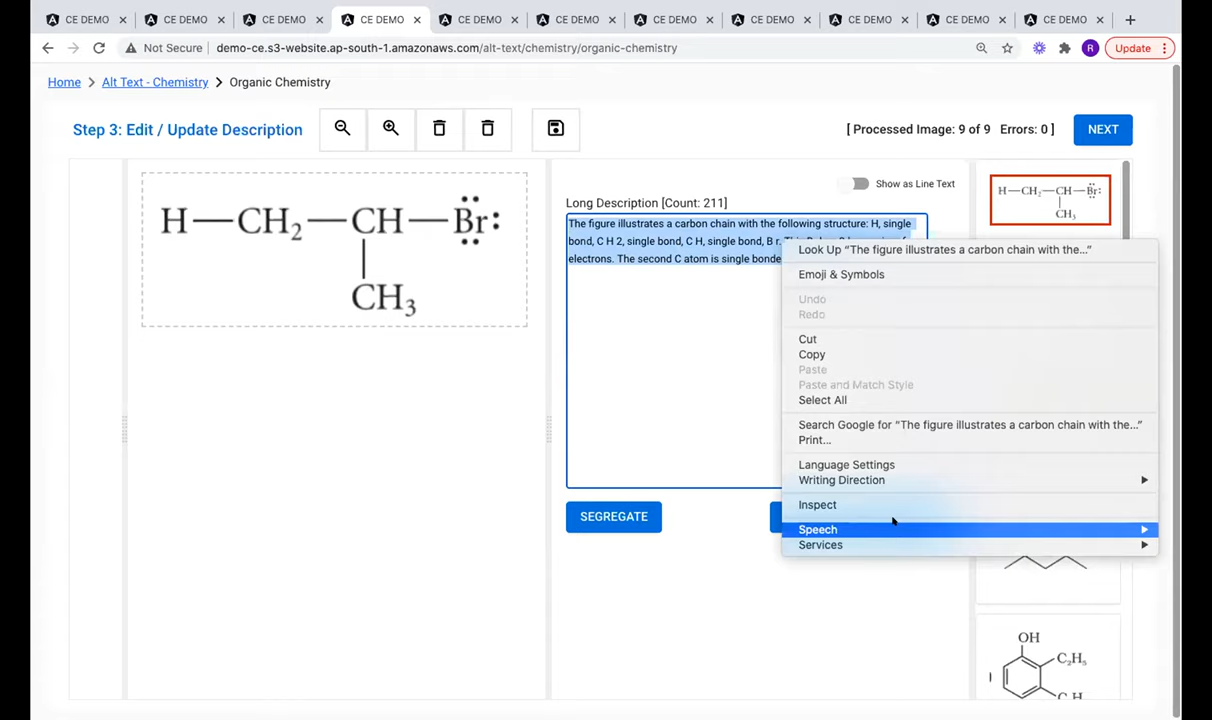 CE DEMO
CE DEMO
CE DEMO
CE DEMO
CE DEMO
CE DEMO
CE DEMO
CE DEMO
CE DEMO
CE DEMO
CE DEMO
Not Secure
demo-ce.s3-website.ap-south-1.amazonaws.com/alt-text/chemistry/organic-chemistry
R
Update
Home > Alt Text - Chemistry > Organic Chemistry
Step 3: Edit / Update Description
[ Processed Image: 9 of 9 Errors: 0 ]
NEXT
H—CH₂—CH—Br:
CH₃
Show as Line Text
Long Description [Count: 211]
The figure illustrates a carbon chain with the following structure: H, single
bond, C H 2, single bond, C H, single bond, B r.
electrons. The second C atom is single bonde
SEGREGATE
Look Up “The figure illustrates a carbon chain with the...”
Emoji & Symbols
Undo
Redo
Cut
Copy
Paste
Paste and Match Style
Select All
Search Google for “The figure illustrates a carbon chain with the...”
Print...
Language Settings
Writing Direction
Inspect
Speech
Services
H—CH₂—CH—Br:
CH₃
OH
C₂H₅